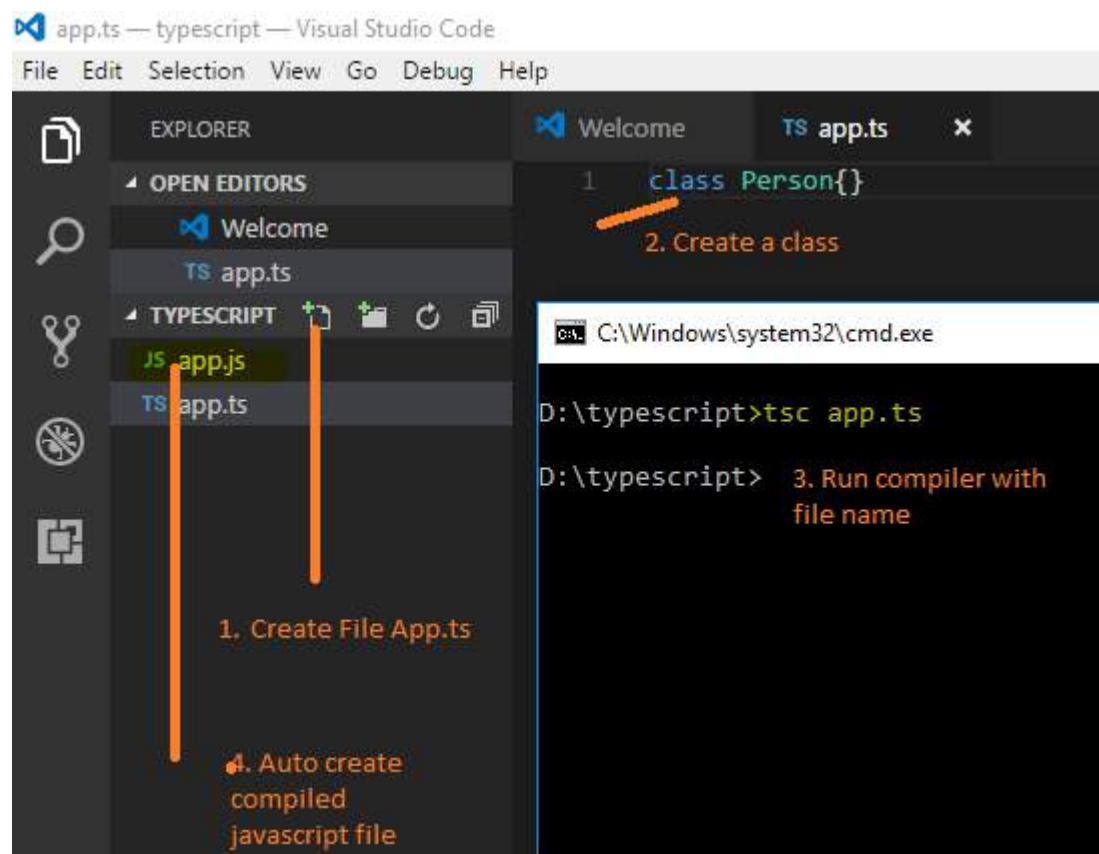 app.ts — typescript — Visual Studio Code
File Edit Selection View Go Debug Help
EXPLORER
Welcome
TS app.ts
OPEN EDITORS
1 class Person{}
Welcome
2. Create a class
TS app.ts
TYPESCRIPT
C:\Windows\system32\cmd.exe
JS app.js
TS app.ts
D:\typescript>tsc app.ts
D:\typescript>
3. Run compiler with
file name
1. Create File App.ts
4. Auto create
compiled
javascript file